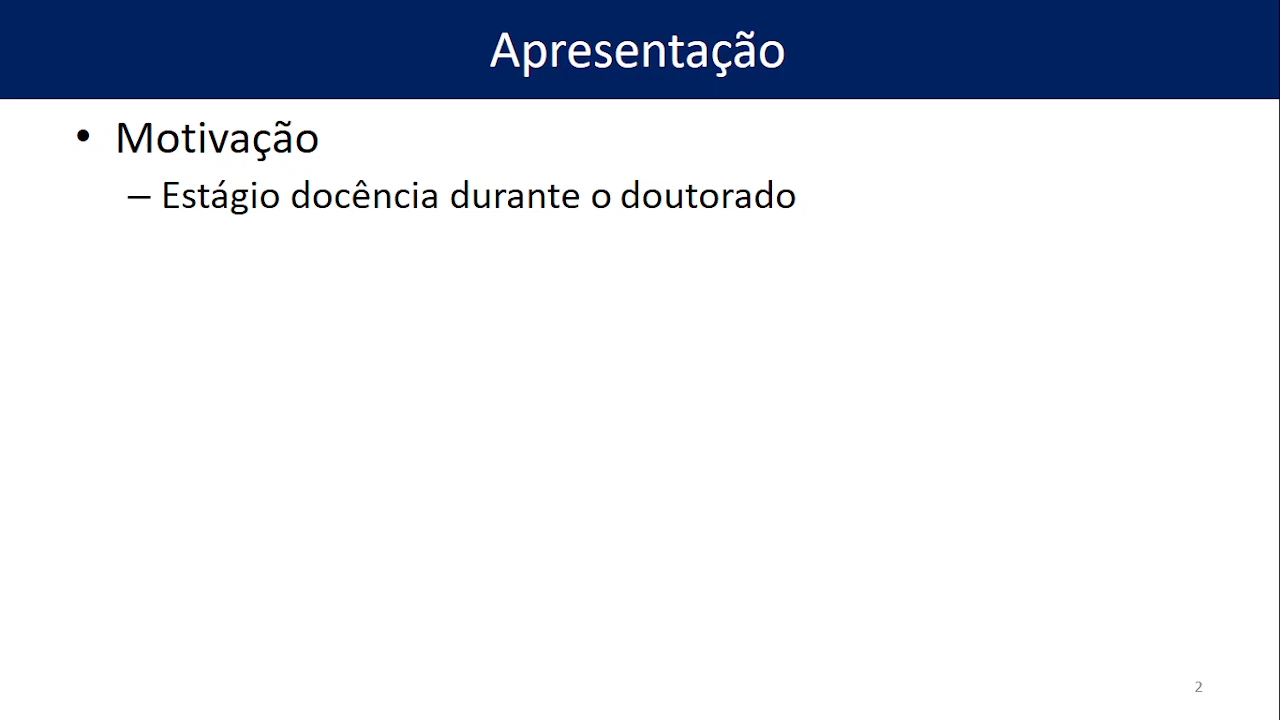 Apresentação
• Motivação
– Estágio docência durante o doutorado
2